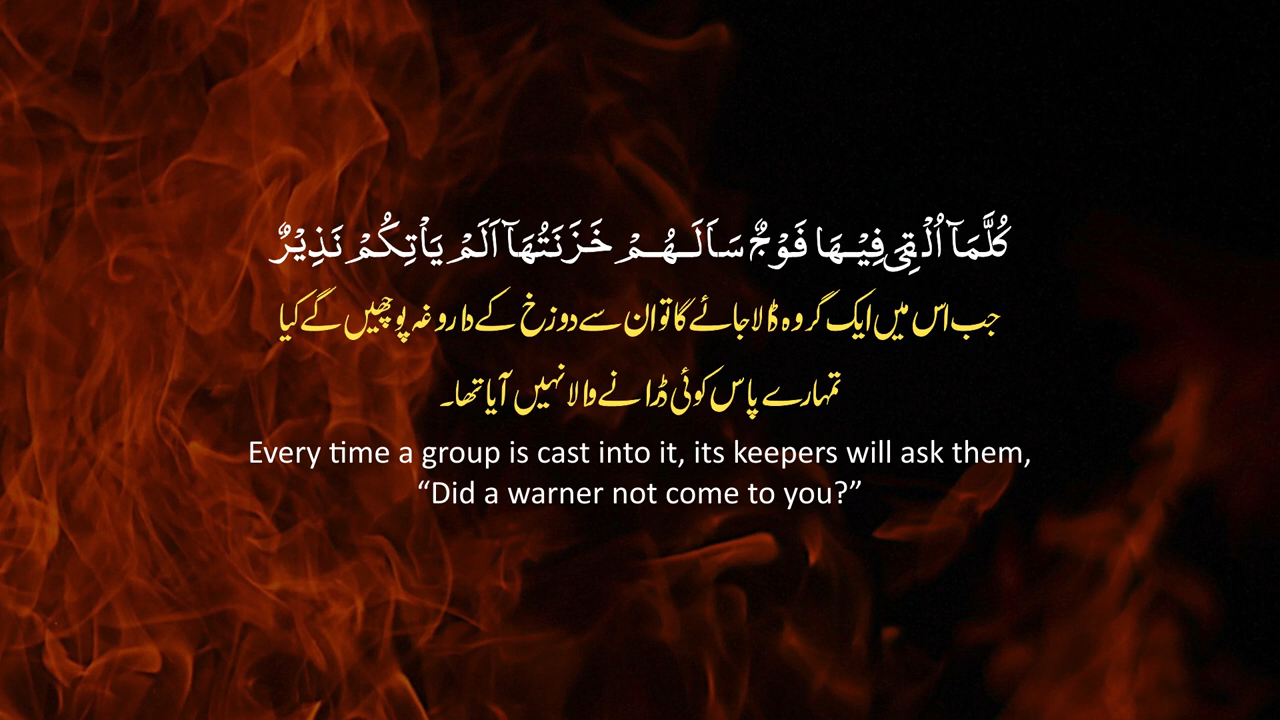 كُلَّمَآ اُلْقِىَ فِيْهَا فَوْجٌ سَاَلَهُمْ خَزَنَتُهَآ اَلَمْ يَاْتِكُمْ نَذِيْرٌ
جب اس میں ایک گروہ ڈالا جائے گا تو ان سے دوزخ کے داروغہ پوچھیں گے کیا
تمہارے پاس کوئی ڈرانے والا نہیں آیا تھا۔
Every time a group is cast into it, its keepers will ask them,
“Did a warner not come to you?”